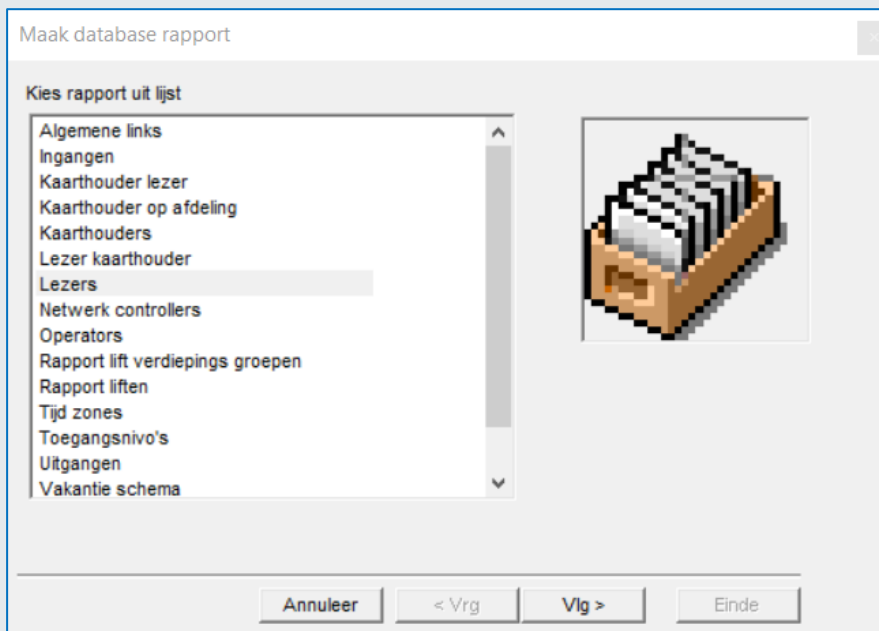 Maak database rapport
Kies rapport uit lijst
Algemene links
Ingangen
Kaarthouder lezer
Kaarthouder op afdeling
Kaarthouders
Lezer kaarthouder
Lezers
Netwerk controllers
Operators
Rapport lift verdiepings groepen
Rapport liften
Tijd zones
Toegangsnivo's
Uitgangen
Vakantie schema
Annuleer
< Vrg
Vlg >
Einde